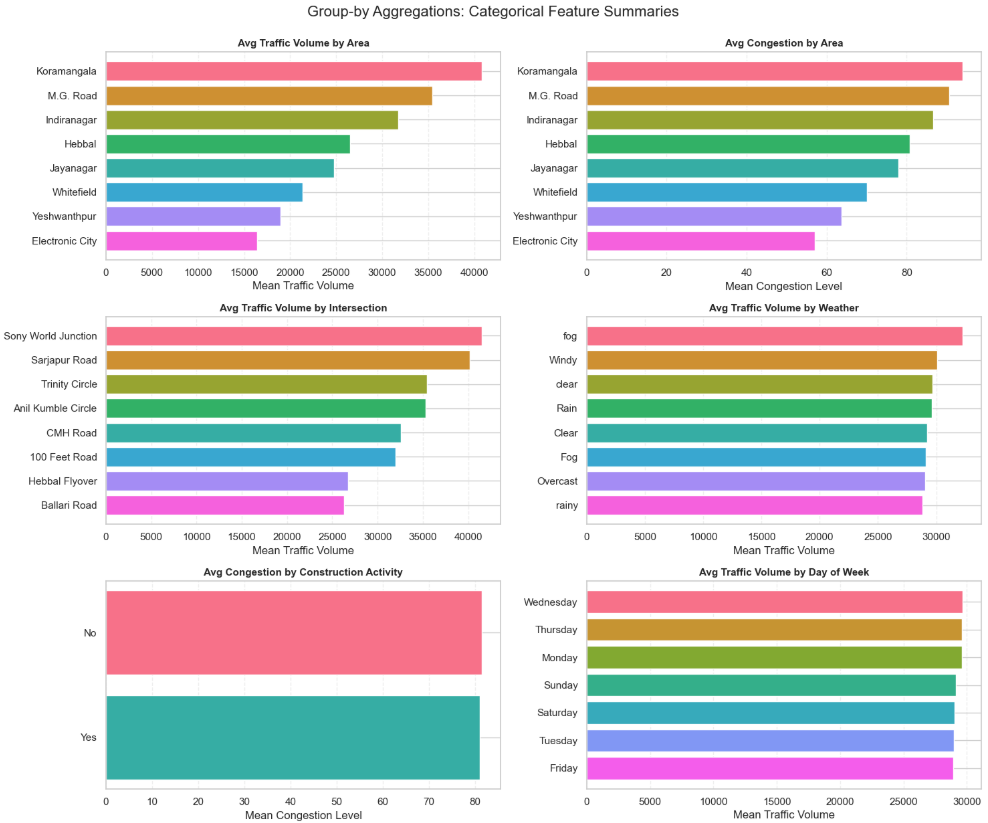 Group-by Aggregations: Categorical Feature Summaries
Avg Traffic Volume by Area
Koramangala
M.G. Road
Indiranagar
Hebbal
Jayanagar
Whitefield
Yeshwanthpur
Electronic City
0 5000 10000 15000 20000 25000 30000 35000 40000
Mean Traffic Volume
Avg Congestion by Area
Koramangala
M.G. Road
Indiranagar
Hebbal
Jayanagar
Whitefield
Yeshwanthpur
Electronic City
0 20 40 60 80
Mean Congestion Level
Avg Traffic Volume by Intersection
Sony World Junction
Sarjapur Road
Trinity Circle
Anil Kumble Circle
CMH Road
100 Feet Road
Hebbal Flyover
Ballari Road
0 5000 10000 15000 20000 25000 30000 35000 40000
Mean Traffic Volume
Avg Traffic Volume by Weather
fog
Windy
clear
Rain
Clear
Fog
Overcast
rainy
0 5000 10000 15000 20000 25000 30000
Mean Traffic Volume
Avg Congestion by Construction Activity
No
Yes
0 10 20 30 40 50 60 70 80
Mean Congestion Level
Avg Traffic Volume by Day of Week
Wednesday
Thursday
Monday
Sunday
Saturday
Tuesday
Friday
0 5000 10000 15000 20000 25000 30000
Mean Traffic Volume